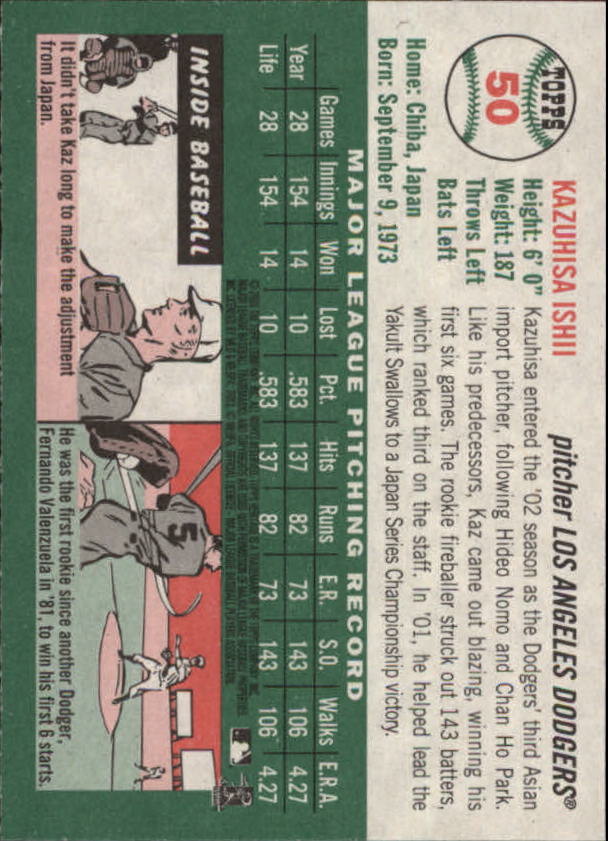 TOPPS
50
KAZUHISA ISHII
pitcher LOS ANGELES DODGERS®
Height: 6' 0"
Weight: 187
Throws Left
Bats Left
Home: Chiba, Japan
Born: September 9, 1973
Kazuhisa entered the '02 season as the Dodgers' third Asian
import pitcher, following Hideo Nomo and Chan Ho Park.
Like his predecessors, Kaz came out blazing, winning his
first six games. The rookie fireballer struck out 143 batters,
which ranked third on the staff. In '01, he helped lead the
Yakult Swallows to a Japan Series Championship victory.
MAJOR LEAGUE PITCHING RECORD
Games Innings Won Lost Pct. Hits Runs E.R. S.O. Walks E.R.A.
Year 28 154 14 10 .583 137 82 73 143 106 4.27
Life 28 154 14 10 .583 137 82 73 143 106 4.27
INSIDE BASEBALL
It didn't take Kaz long to make the adjustment
from Japan.
5
He was the first rookie since another Dodger,
Fernando Valenzuela in '81, to win his first 6 starts.